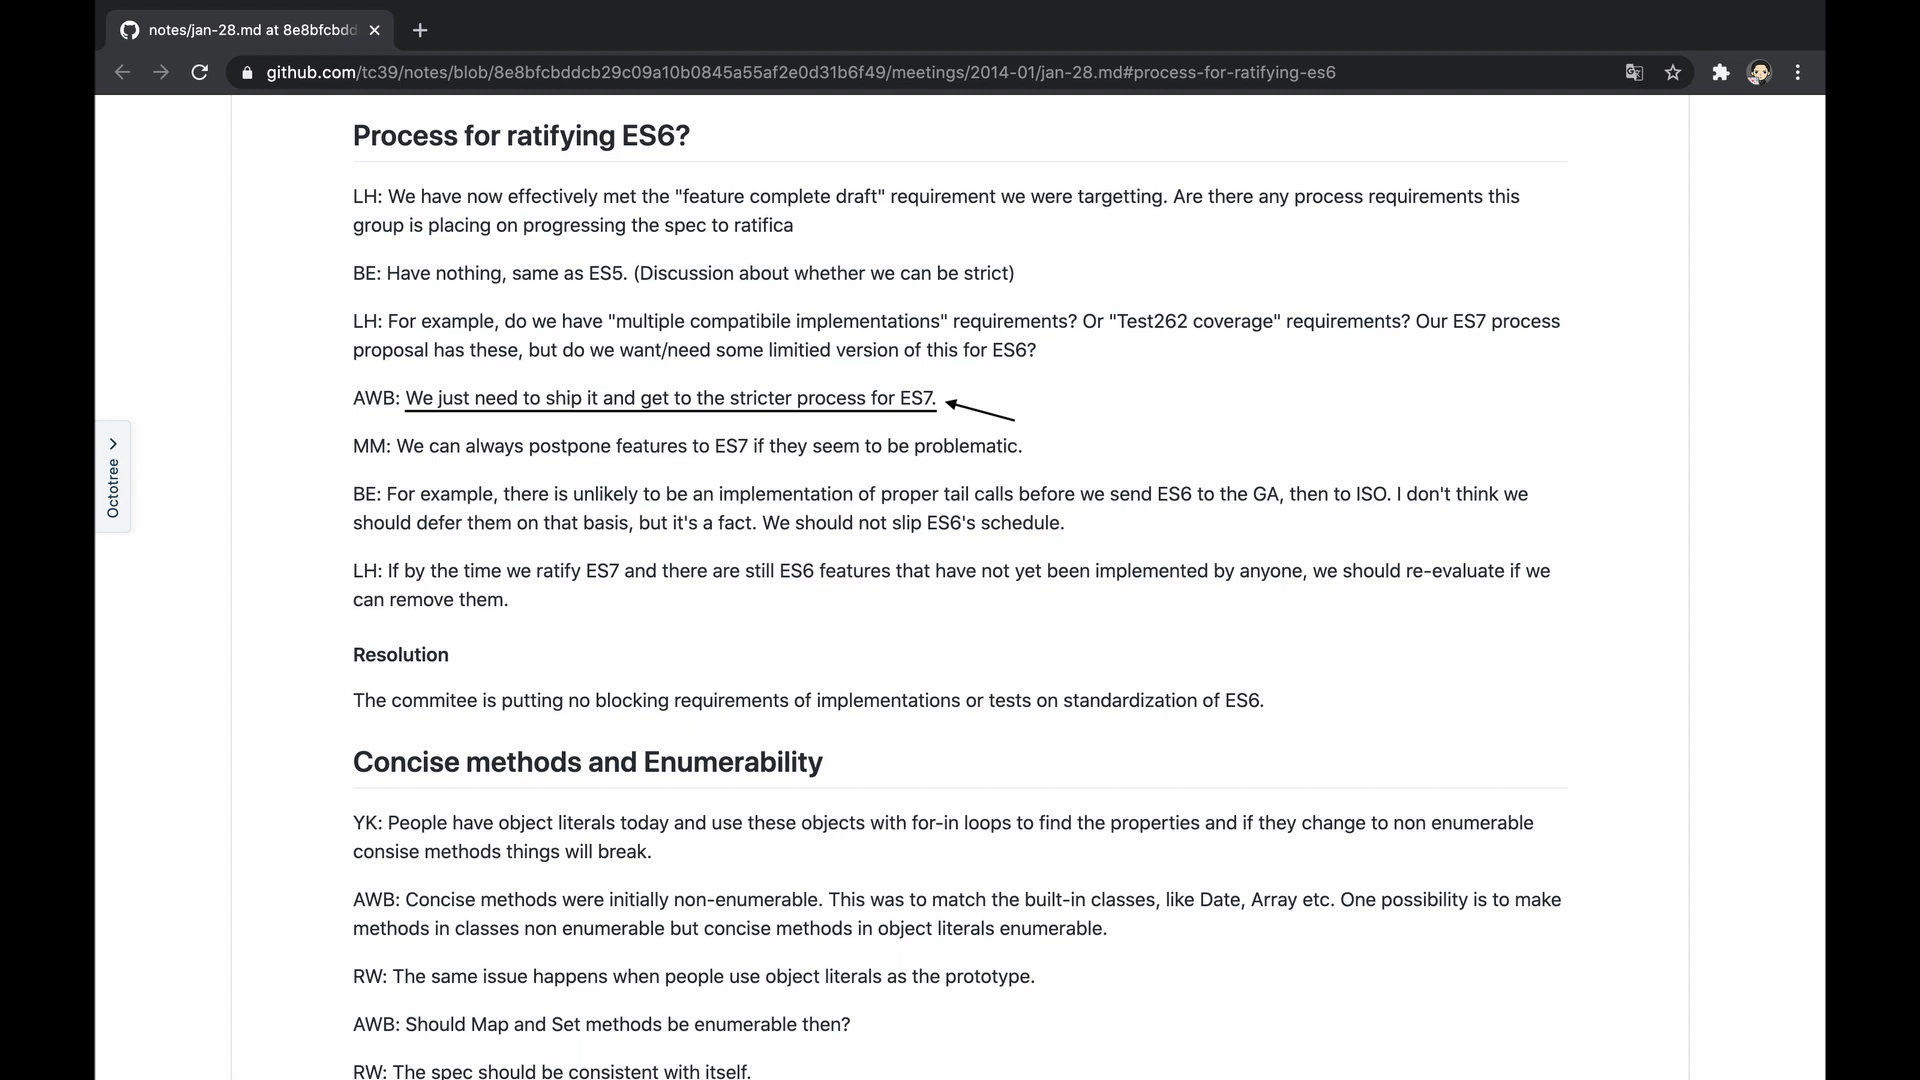 notes/jan-28.md at 8e8bfcbdd
github.com/tc39/notes/blob/8e8bfcbddcb29c09a10b0845a55af2e0d31b6f49/meetings/2014-01/jan-28.md#process-for-ratifying-es6
Process for ratifying ES6?
LH: We have now effectively met the "feature complete draft" requirement we were targetting. Are there any process requirements this
group is placing on progressing the spec to ratifica
BE: Have nothing, same as ES5. (Discussion about whether we can be strict)
LH: For example, do we have "multiple compatibile implementations" requirements? Or "Test262 coverage" requirements? Our ES7 process
proposal has these, but do we want/need some limitied version of this for ES6?
AWB: We just need to ship it and get to the stricter process for ES7.
MM: We can always postpone features to ES7 if they seem to be problematic.
BE: For example, there is unlikely to be an implementation of proper tail calls before we send ES6 to the GA, then to ISO. I don't think we
should defer them on that basis, but it's a fact. We should not slip ES6's schedule.
LH: If by the time we ratify ES7 and there are still ES6 features that have not yet been implemented by anyone, we should re-evaluate if we
can remove them.
Resolution
The commitee is putting no blocking requirements of implementations or tests on standardization of ES6.
Concise methods and Enumerability
YK: People have object literals today and use these objects with for-in loops to find the properties and if they change to non enumerable
consise methods things will break.
AWB: Concise methods were initially non-enumerable. This was to match the built-in classes, like Date, Array etc. One possibility is to make
methods in classes non enumerable but concise methods in object literals enumerable.
RW: The same issue happens when people use object literals as the prototype.
AWB: Should Map and Set methods be enumerable then?
RW: The spec should be consistent with itself.
Octotree